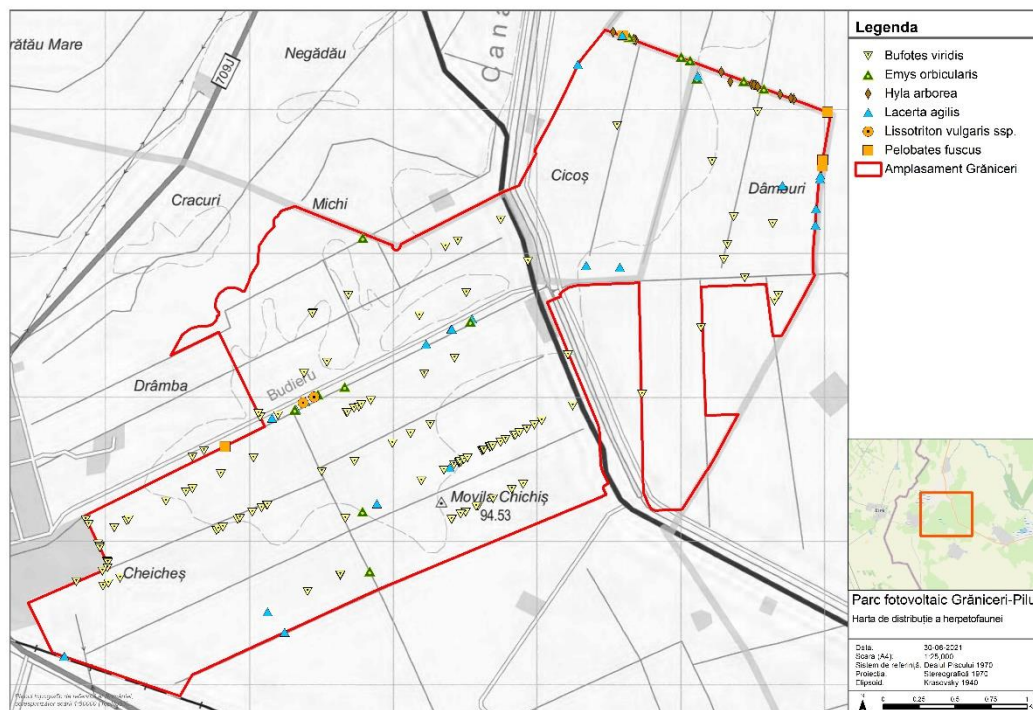 rătău Mare
Negădău
709J
Cana
Cracuri
Michi
Cicoș
Dâmburi
Drâmba
Budieru
Movila Chichiș
94.53
Cheicheș
Legenda
Bufotes viridis
Emys orbicularis
Hyla arborea
Lacerta agilis
Lissotriton vulgaris ssp.
Pelobates fuscus
Amplasament Grăniceri
Parc fotovoltaic Grăniceri-Pilu
Harta de distribuție a herpetofaunei
Data: 30-06-2021
Scara (A4): 1:25,000
Sistem de referință: Dealul Piscului 1970
Proiecția: Stereografică 1970
Elipsoid: Krasovsky 1940
0 0.25 0.5 0.75 1